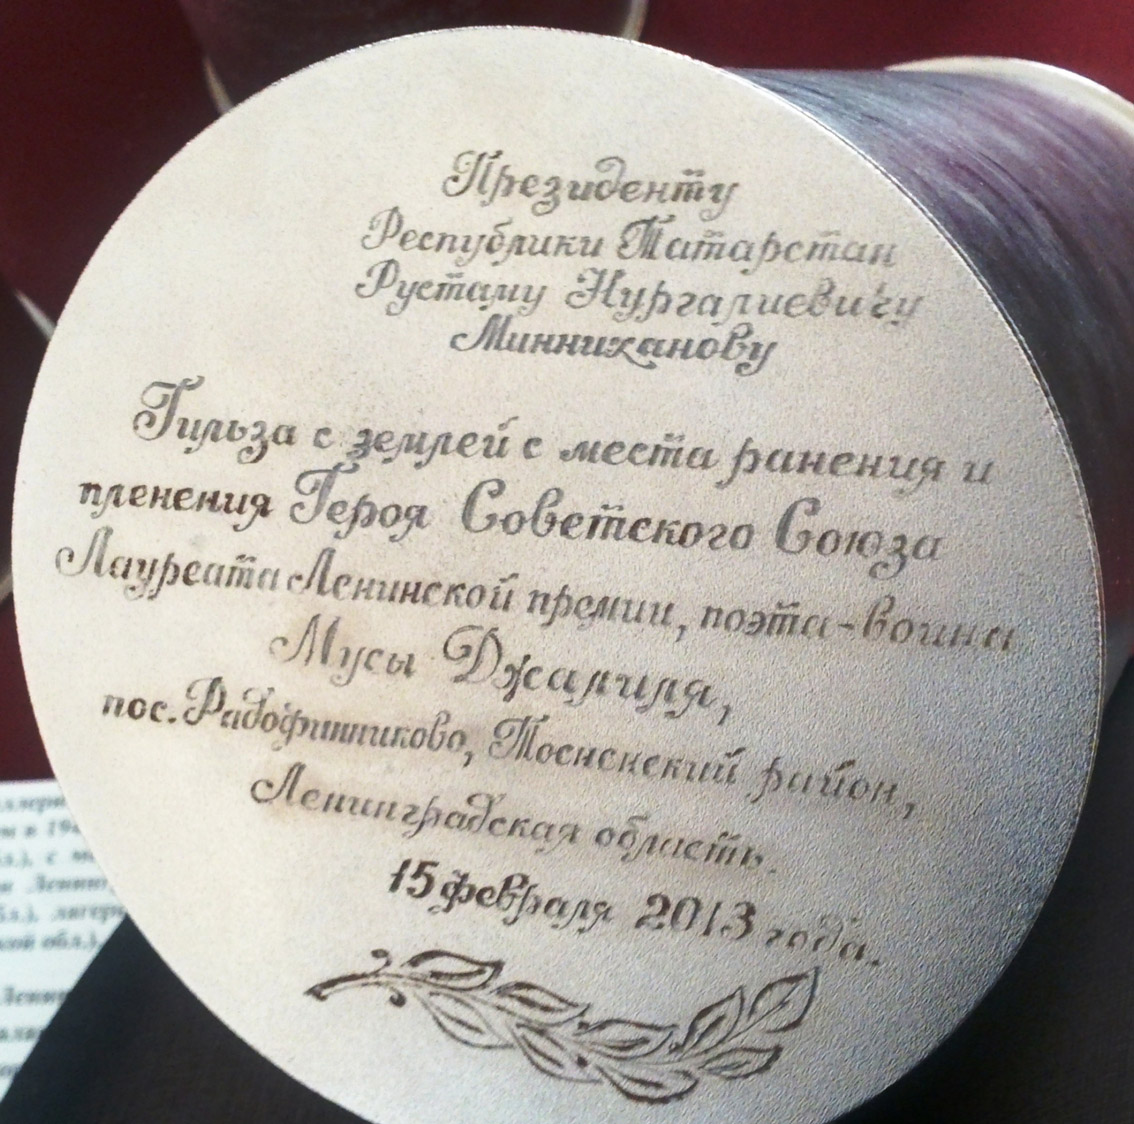 Президенту
Республики Татарстан
Рустаму Нургалиевичу
Минниханову
Гильза с землей с места ранения и
пленения Героя Советского Союза
Лауреата Ленинской премии, поэта-воина
Мусы Джалиля,
пос. Радофинниково, Тосненский район,
Ленинградская область.
15 февраля 2013 года.